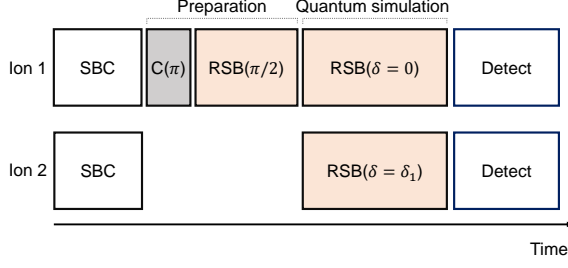 Preparation Quantum simulation
Ion 1 SBC C(π) RSB(π/2) RSB(δ = 0) Detect
Ion 2 SBC RSB(δ = δ₁) Detect
Time